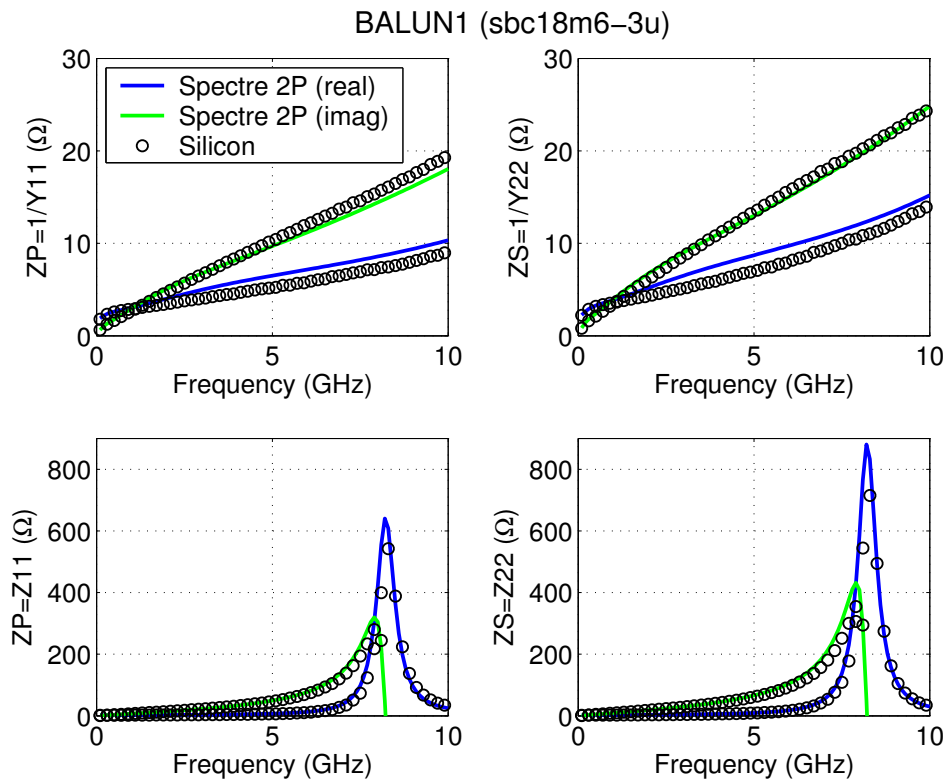 BALUN1 (sbc18m6−3u)
ZP=1/Y11 (Ω)
30
20
10
0
Spectre 2P (real)
Spectre 2P (imag)
Silicon
0 5 10
Frequency (GHz)
ZS=1/Y22 (Ω)
30
20
10
0
0 5 10
Frequency (GHz)
ZP=Z11 (Ω)
800
600
400
200
0
0 5 10
Frequency (GHz)
ZS=Z22 (Ω)
800
600
400
200
0
0 5 10
Frequency (GHz)